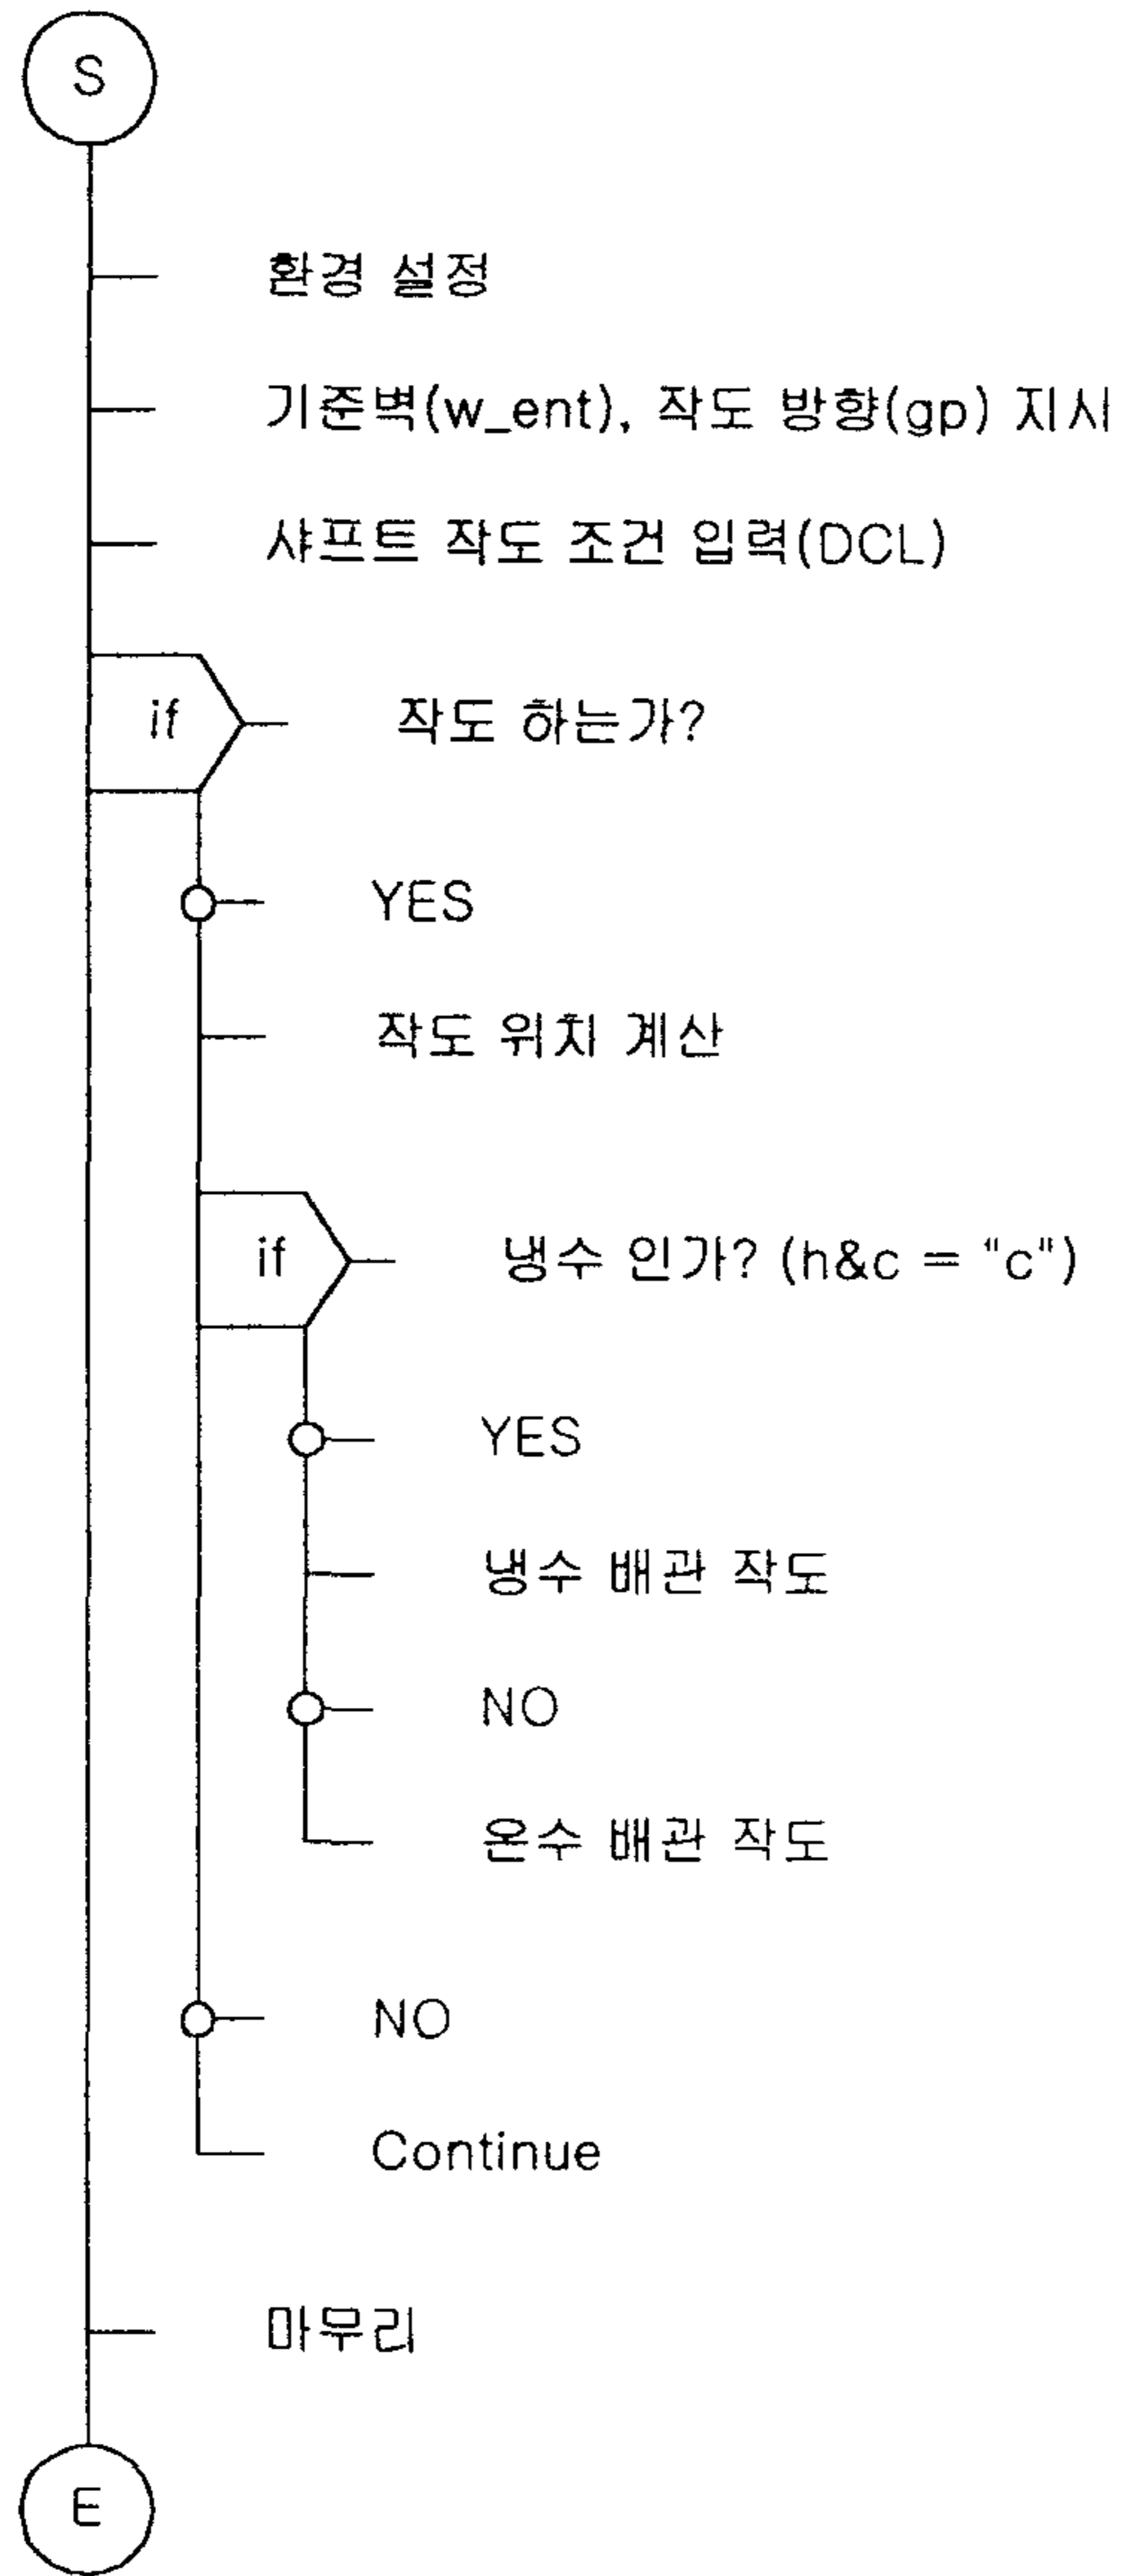 S
환경 설정
기준벽(w_ent), 작도 방향(gp) 지시
샤프트 작도 조건 입력(DCL)
if 작도 하는가?
YES
작도 위치 계산
if 냉수 인가? (h&c = "c")
YES
냉수 배관 작도
NO
온수 배관 작도
NO
Continue
마무리
E